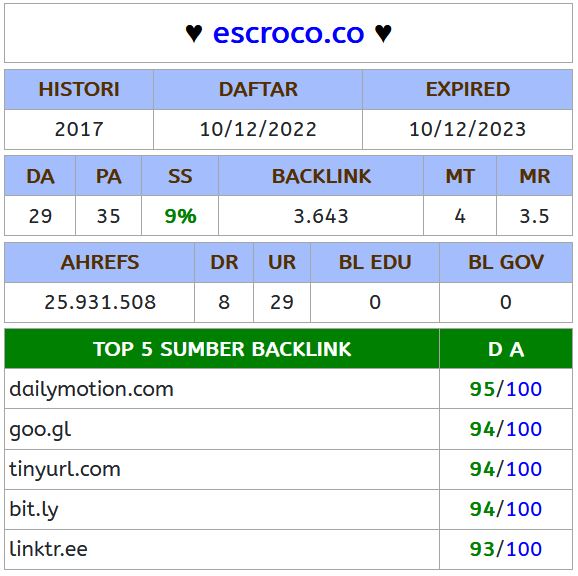 ♥ escroco.co ♥
HISTORI DAFTAR EXPIRED
2017 10/12/2022 10/12/2023
DA PA SS BACKLINK MT MR
29 35 9% 3.643 4 3.5
AHREFS DR UR BL EDU BL GOV
25.931.508 8 29 0 0
TOP 5 SUMBER BACKLINK D A
dailymotion.com 95/100
goo.gl 94/100
tinyurl.com 94/100
bit.ly 94/100
linktr.ee 93/100